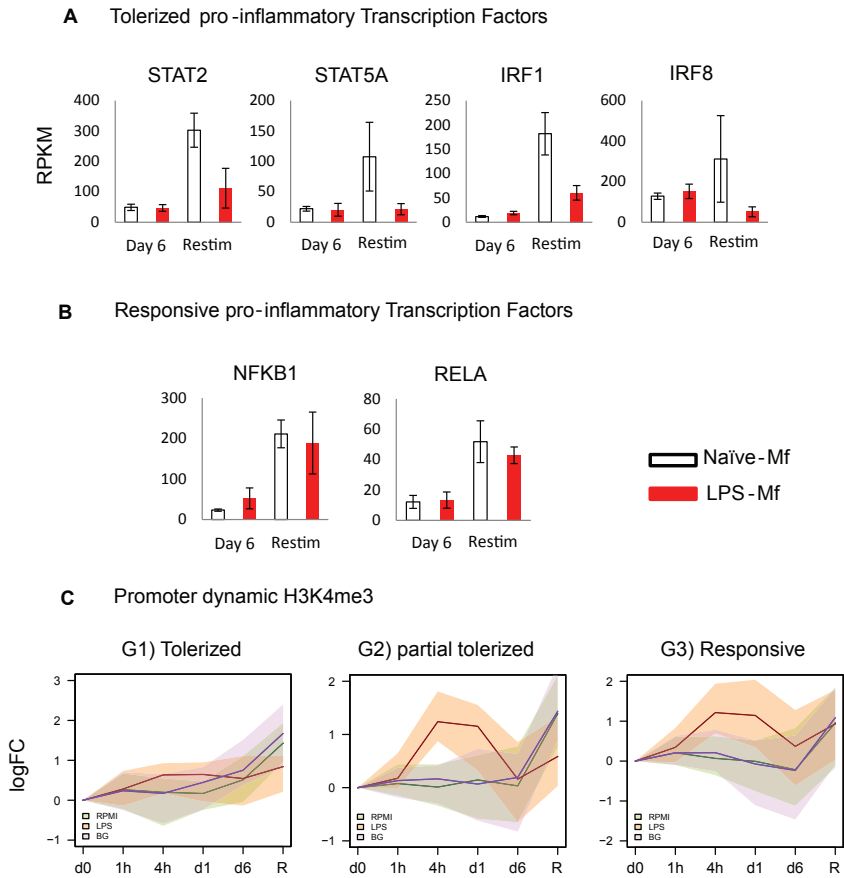 A Tolerized pro-inflammatory Transcription Factors
STAT2 STAT5A IRF1 IRF8
RPKM
400
300
200
100
0
200
150
100
50
0
250
200
150
100
50
0
600
400
200
0
Day 6 Restim Day 6 Restim Day 6 Restim Day 6 Restim
B Responsive pro-inflammatory Transcription Factors
NFKB1 RELA
300
200
100
0
80
60
40
20
0
Day 6 Restim Day 6 Restim
Naïve-Mf
LPS-Mf
C Promoter dynamic H3K4me3
G1) Tolerized G2) partial tolerized G3) Responsive
logFC
3
2
1
0
−1
RPMI
LPS
BG
d0 1h 4h d1 d6 R
2
1
0
−1
RPMI
LPS
BG
d0 1h 4h d1 d6 R
2
1
0
−1
−2
RPMI
LPS
BG
d0 1h 4h d1 d6 R